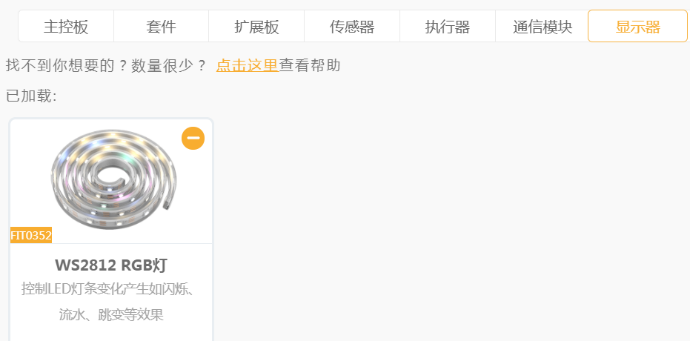 主控板 套件 扩展板 传感器 执行器 通信模块 显示器
找不到你想要的？数量很少？ 点击这里查看帮助
已加载：
FIT0352
WS2812 RGB灯
控制LED灯条变化产生如闪烁、
流水、跳变等效果